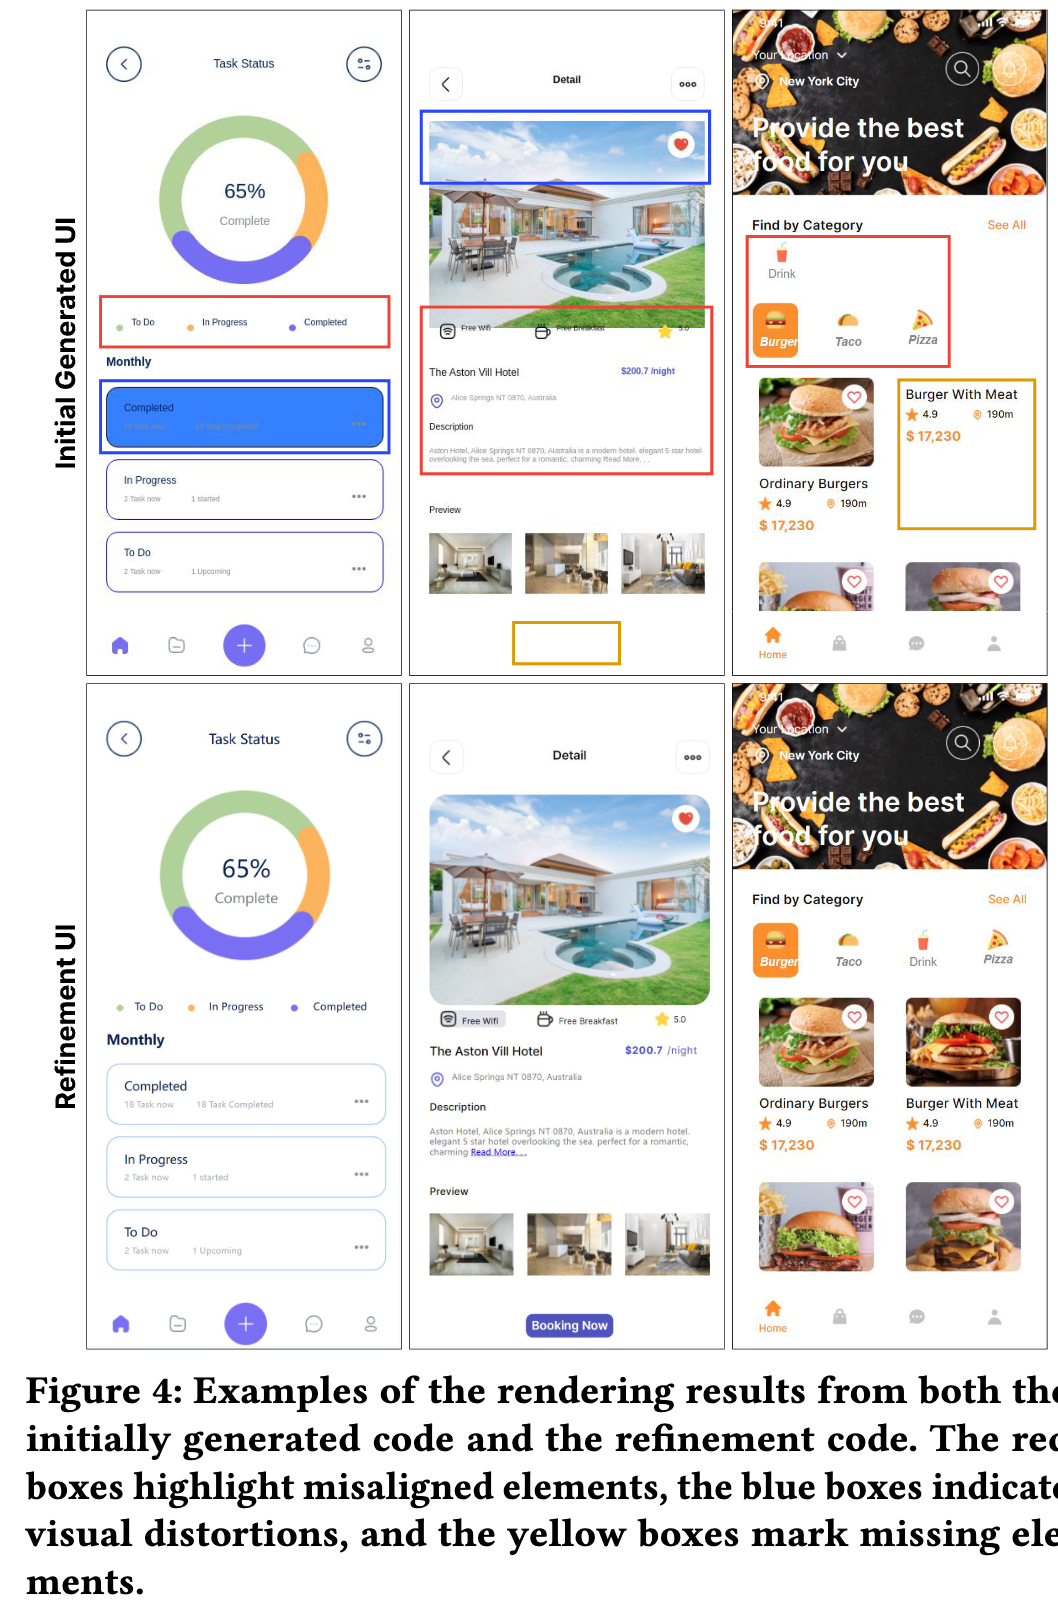 Initial Generated UI
Task Status
65%
Complete
To Do In Progress Completed
Monthly
Completed
18 Task now 18 Task Completed
In Progress
2 Task now 1 started
To Do
2 Task now 1 Upcoming
Detail
Free Wifi Free Breakfast 5.0
The Aston Vill Hotel $200.7 /night
Alice Springs NT 0870, Australia
Description
Aston Hotel, Alice Springs NT 0870, Australia is a modern hotel. elegant 5 star hotel
overlooking the sea. perfect for a romantic, charming Read More. . .
Preview
9:41
Your Location
New York City
Provide the best
food for you
Find by Category See All
Drink
Burger Taco Pizza
Burger With Meat
4.9 190m
$ 17,230
Ordinary Burgers
4.9 190m
$ 17,230
Home
Refinement UI
Task Status
65%
Complete
To Do In Progress Completed
Monthly
Completed
18 Task now 18 Task Completed
In Progress
2 Task now 1 started
To Do
2 Task now 1 Upcoming
Detail
Free Wifi Free Breakfast 5.0
The Aston Vill Hotel $200.7 /night
Alice Springs NT 0870, Australia
Description
Aston Hotel, Alice Springs NT 0870, Australia is a modern hotel.
elegant 5 star hotel overlooking the sea. perfect for a romantic,
charming Read More. . .
Preview
Booking Now
9:41
Your Location
New York City
Provide the best
food for you
Find by Category See All
Burger Taco Drink Pizza
Ordinary Burgers Burger With Meat
4.9 190m 4.9 190m
$ 17,230 $ 17,230
Home
Figure 4: Examples of the rendering results from both the
initially generated code and the refinement code. The red
boxes highlight misaligned elements, the blue boxes indicate
visual distortions, and the yellow boxes mark missing ele-
ments.